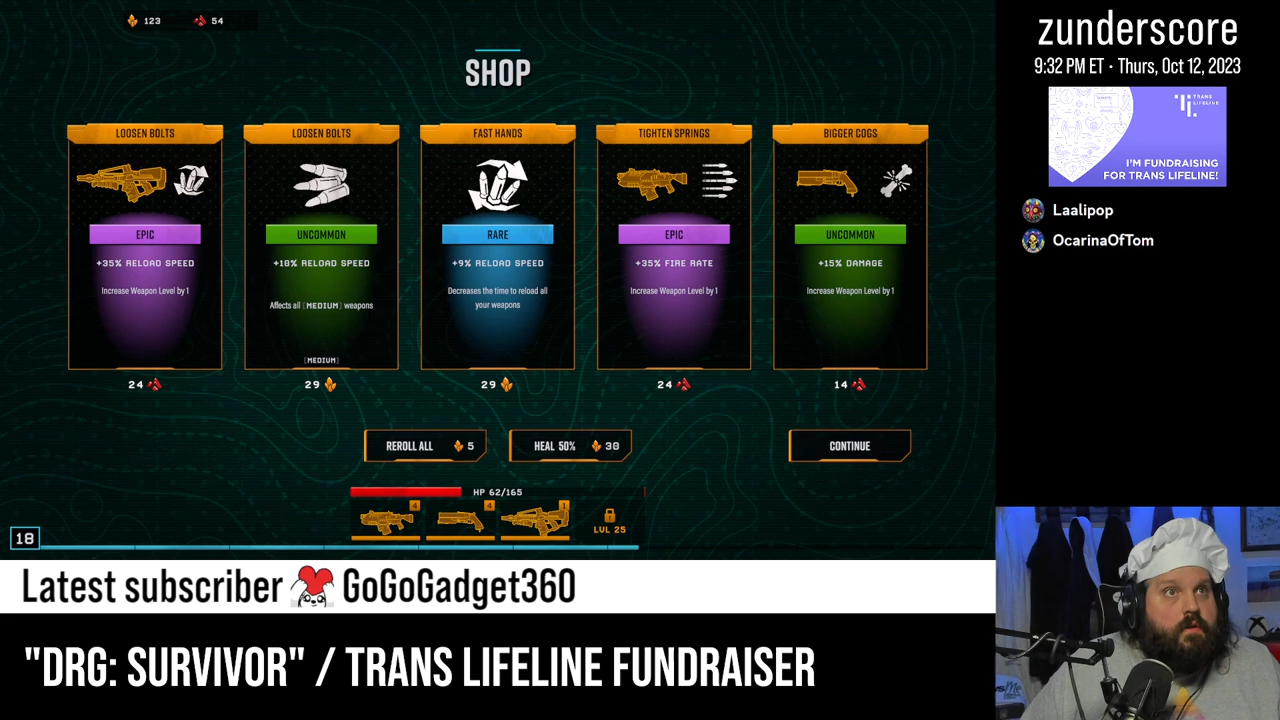 123 54
SHOP
LOOSEN BOLTS
EPIC
+35% RELOAD SPEED
Increase Weapon Level by 1
24
LOOSEN BOLTS
UNCOMMON
+10% RELOAD SPEED
Affects all [MEDIUM] weapons
[MEDIUM]
29
FAST HANDS
RARE
+9% RELOAD SPEED
Decreases the time to reload all
your weapons
29
TIGHTEN SPRINGS
EPIC
+35% FIRE RATE
Increase Weapon Level by 1
24
BIGGER COGS
UNCOMMON
+15% DAMAGE
Increase Weapon Level by 1
14
REROLL ALL 5
HEAL 50% 30
CONTINUE
HP 62/165
4 4 1
LVL 25
18
Latest subscriber GoGoGadget360
"DRG: SURVIVOR" / TRANS LIFELINE FUNDRAISER
zunderscore
9:32 PM ET · Thurs, Oct 12, 2023
TRANS
LIFELINE
I'M FUNDRAISING
FOR TRANS LIFELINE!
Laalipop
OcarinaOfTom